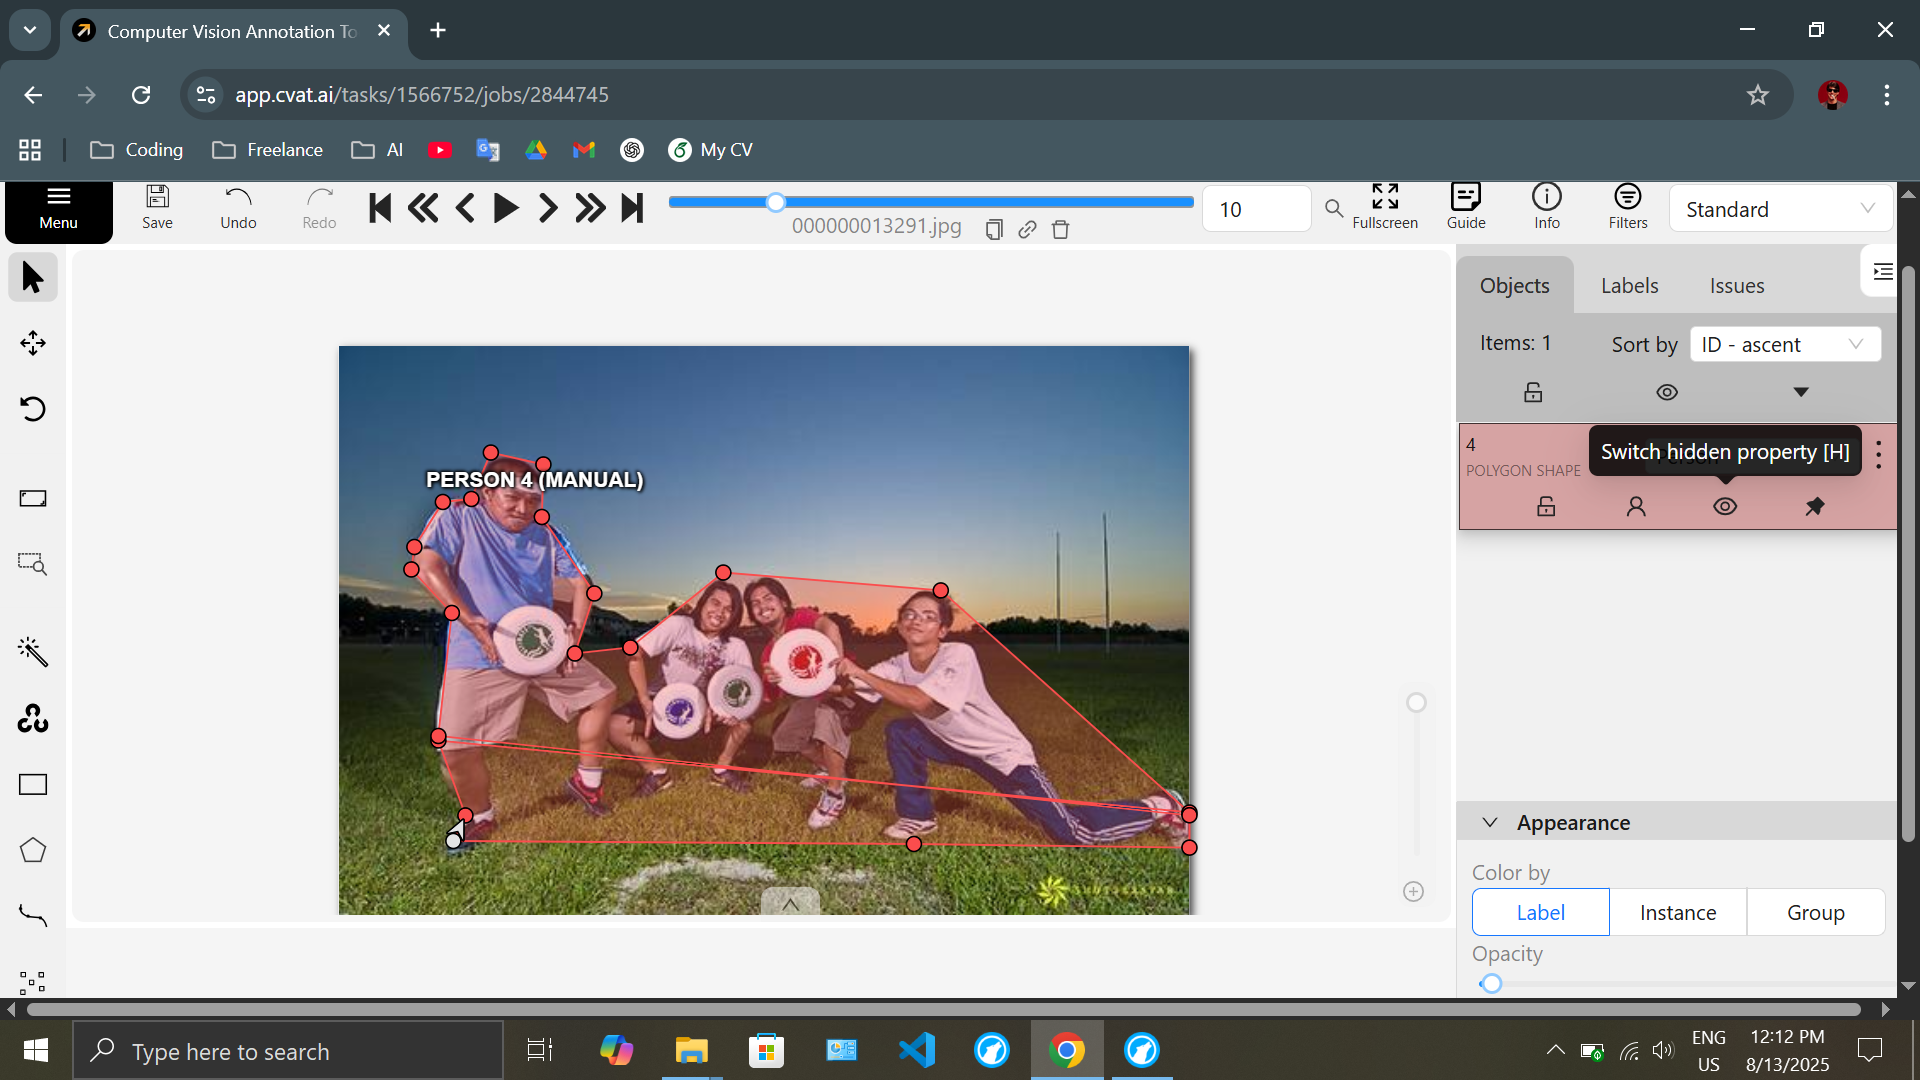 Computer Vision Annotation To
app.cvat.ai/tasks/1566752/jobs/2844745
Coding
Freelance
AI
My CV
Menu
Save
Undo
Redo
000000013291.jpg
10
Fullscreen
Guide
Info
Filters
Standard
Objects
Labels
Issues
Items: 1
Sort by
ID - ascent
4
POLYGON SHAPE
Switch hidden property [H]
PERSON 4 (MANUAL)
Appearance
Color by
Label
Instance
Group
Opacity
Type here to search
ENG
US
12:12 PM
8/13/2025